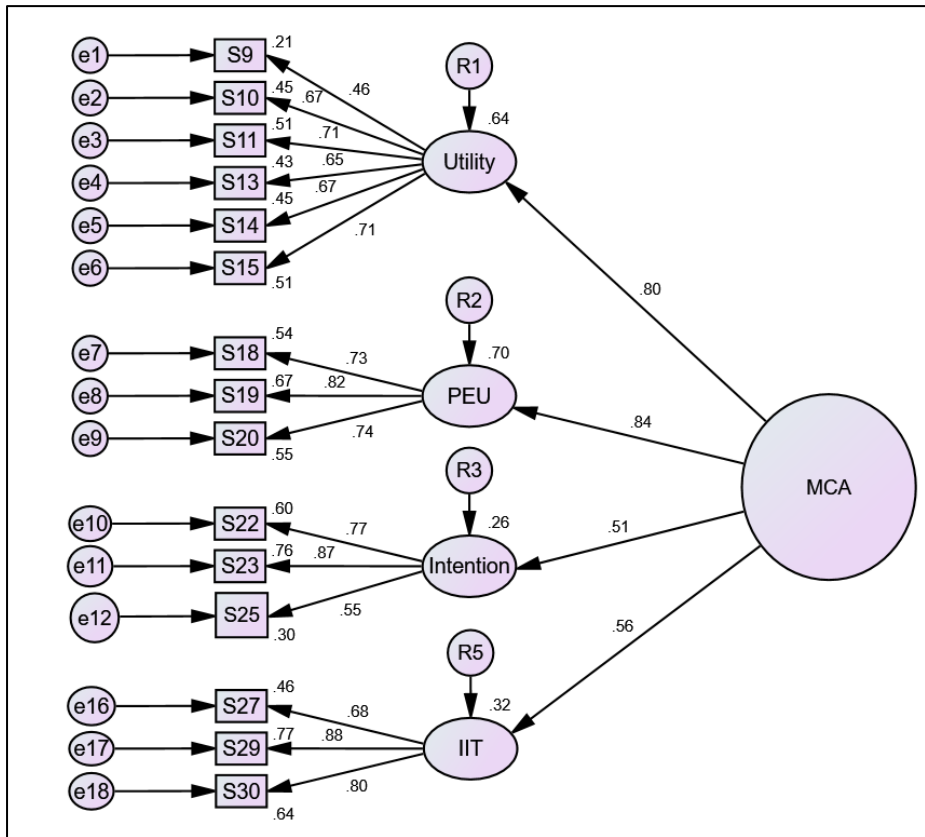 e1 S9 .21 R1
.46
e2 S10 .45 .67
.64
e3 S11 .51 .71
Utility
e4 S13 .43 .65
e5 S14 .45 .67
.71
e6 S15 .51
.80
R2
e7 S18 .54 .73 .70
e8 S19 .67 .82 PEU
e9 S20 .55 .74
.84
MCA
R3
e10 S22 .60 .77 .26
.51
e11 S23 .76 .87 Intention
e12 S25 .30 .55
.56
R5
e16 S27 .46 .68 .32
e17 S29 .77 .88 IIT
e18 S30 .64 .80